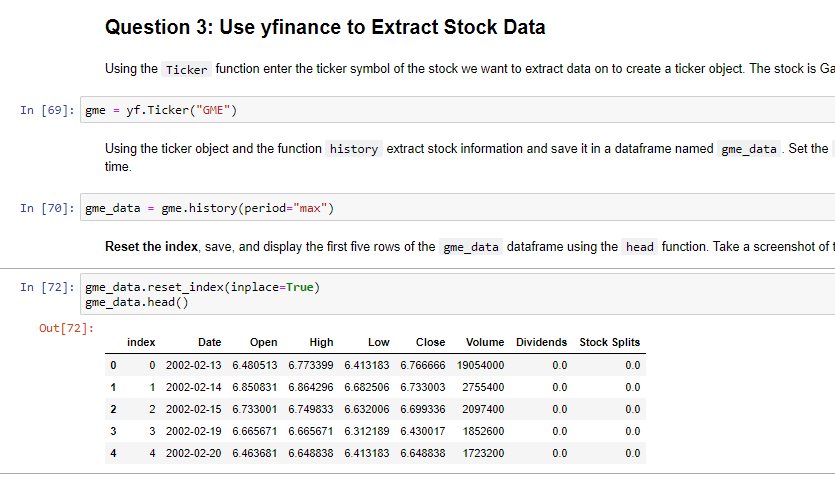 Question 3: Use yfinance to Extract Stock Data
Using the Ticker function enter the ticker symbol of the stock we want to extract data on to create a ticker object. The stock is Ga
In [69]: gme = yf.Ticker("GME")
Using the ticker object and the function history extract stock information and save it in a dataframe named gme_data . Set the
time.
In [70]: gme_data = gme.history(period="max")
Reset the index, save, and display the first five rows of the gme_data dataframe using the head function. Take a screenshot of t
In [72]: gme_data.reset_index(inplace=True)
gme_data.head()
Out[72]:
index Date Open High Low Close Volume Dividends Stock Splits
0 0 2002-02-13 6.480513 6.773399 6.413183 6.766666 19054000 0.0 0.0
1 1 2002-02-14 6.850831 6.864296 6.682506 6.733003 2755400 0.0 0.0
2 2 2002-02-15 6.733001 6.749833 6.632006 6.699336 2097400 0.0 0.0
3 3 2002-02-19 6.665671 6.665671 6.312189 6.430017 1852600 0.0 0.0
4 4 2002-02-20 6.463681 6.648838 6.413183 6.648838 1723200 0.0 0.0